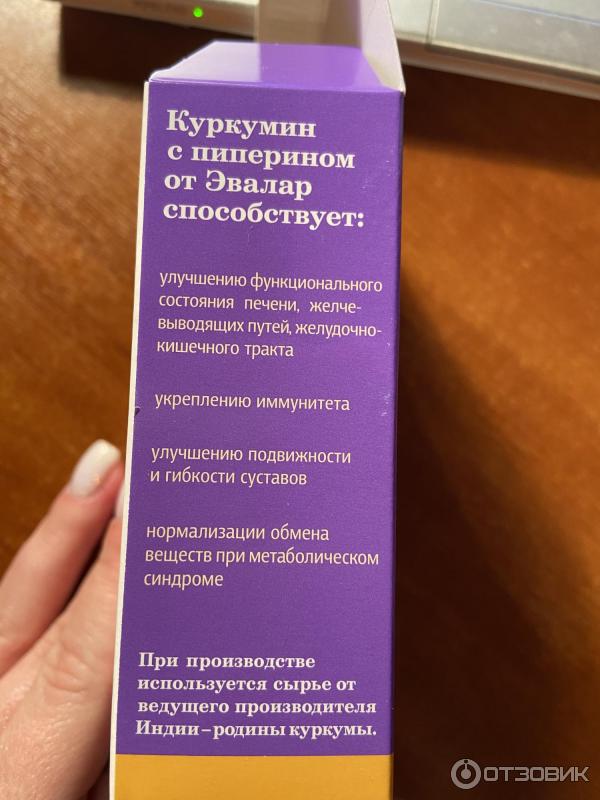 Куркумин
с пиперином
от Эвалар
способствует:
улучшению функционального
состояния печени, желче-
выводящих путей, желудочно-
кишечного тракта
укреплению иммунитета
улучшению подвижности
и гибкости суставов
нормализации обмена
веществ при метаболическом
синдроме
При производстве
используется сырье от
ведущего производителя
Индии – родины куркумы.
ОТЗОВИК